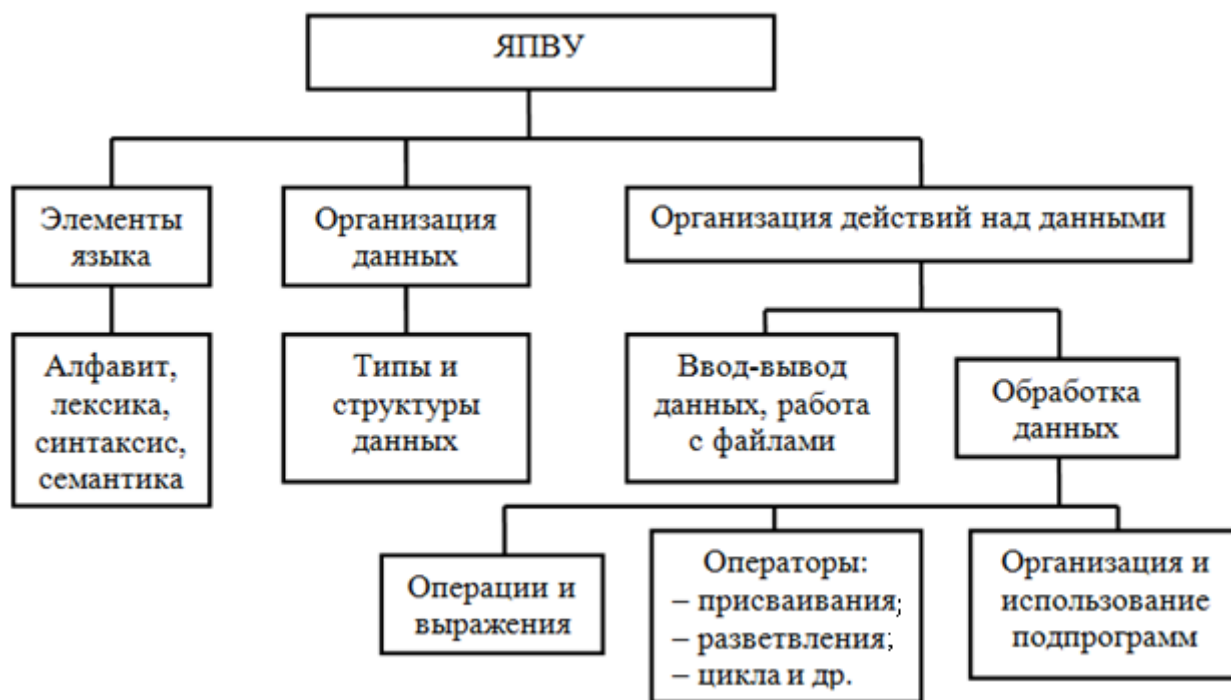 ЯПВУ
Элементы
языка
Организация
данных
Организация действий над данными
Алфавит,
лексика,
синтаксис,
семантика
Типы и
структуры
данных
Ввод-вывод
данных, работа
с файлами
Обработка
данных
Операции и
выражения
Операторы:
– присваивания;
– разветвления;
– цикла и др.
Организация и
использование
подпрограмм